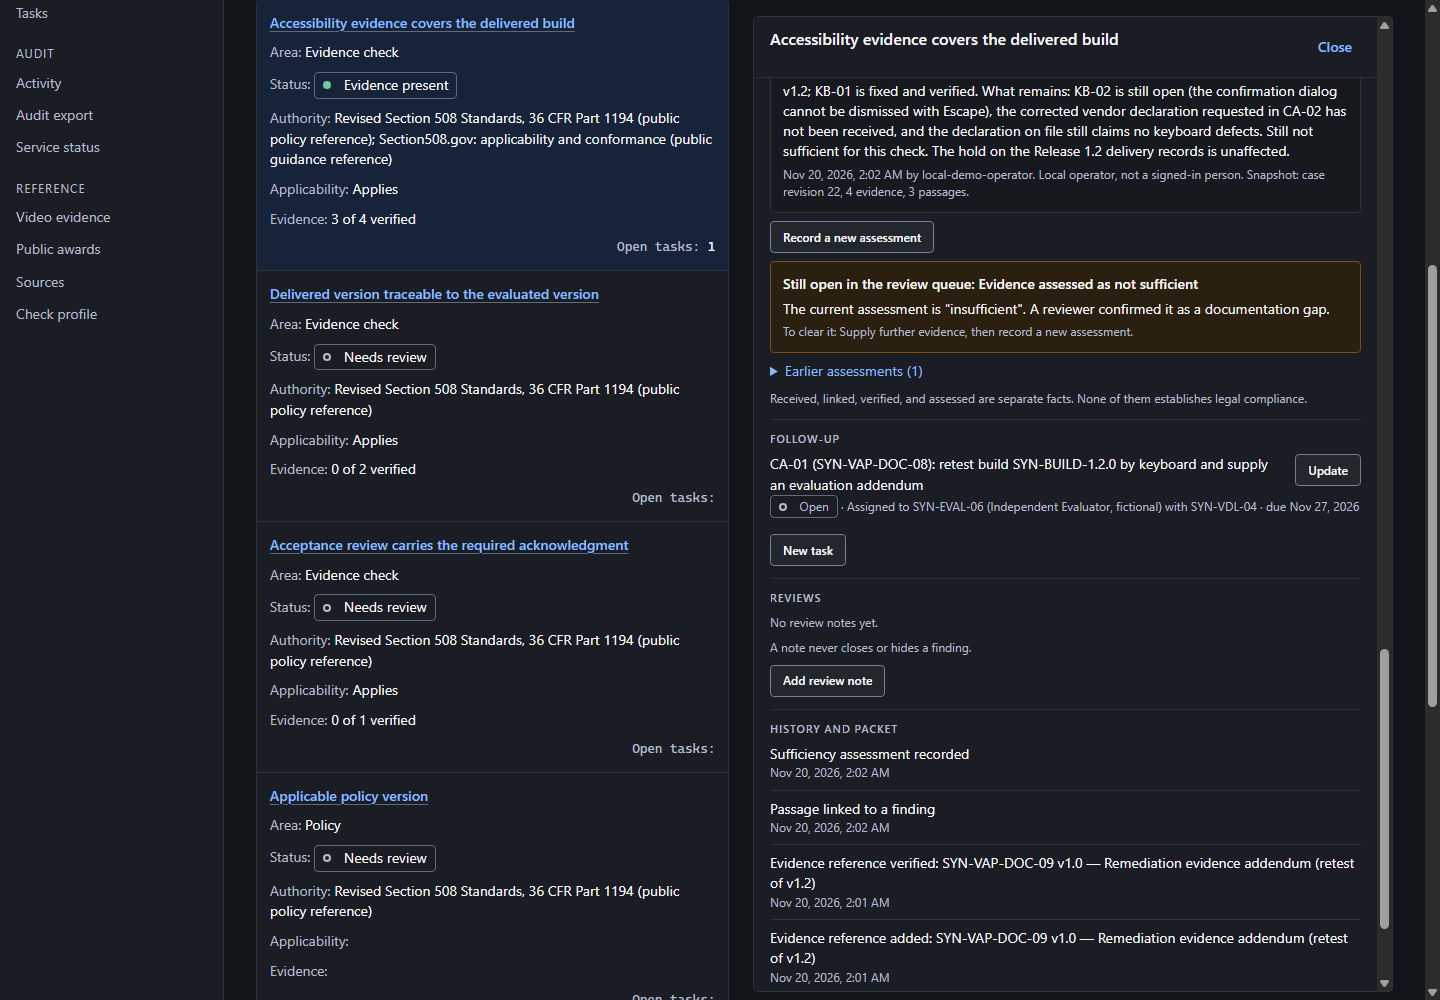 Tasks
AUDIT
Activity
Audit export
Service status
REFERENCE
Video evidence
Public awards
Sources
Check profile
Accessibility evidence covers the delivered build
Area: Evidence check
Status: Evidence present
Authority: Revised Section 508 Standards, 36 CFR Part 1194 (public
policy reference); Section508.gov: applicability and conformance (public
guidance reference)
Applicability: Applies
Evidence: 3 of 4 verified
Open tasks: 1
Delivered version traceable to the evaluated version
Area: Evidence check
Status: Needs review
Authority: Revised Section 508 Standards, 36 CFR Part 1194 (public
policy reference)
Applicability: Applies
Evidence: 0 of 2 verified
Open tasks:
Acceptance review carries the required acknowledgment
Area: Evidence check
Status: Needs review
Authority: Revised Section 508 Standards, 36 CFR Part 1194 (public
policy reference)
Applicability: Applies
Evidence: 0 of 1 verified
Open tasks:
Applicable policy version
Area: Policy
Status: Needs review
Authority: Revised Section 508 Standards, 36 CFR Part 1194 (public
policy reference)
Applicability:
Evidence:
Open tasks:
Accessibility evidence covers the delivered build
Close
v1.2; KB-01 is fixed and verified. What remains: KB-02 is still open (the confirmation dialog
cannot be dismissed with Escape), the corrected vendor declaration requested in CA-02 has
not been received, and the declaration on file still claims no keyboard defects. Still not
sufficient for this check. The hold on the Release 1.2 delivery records is unaffected.
Nov 20, 2026, 2:02 AM by local-demo-operator. Local operator, not a signed-in person. Snapshot: case
revision 22, 4 evidence, 3 passages.
Record a new assessment
Still open in the review queue: Evidence assessed as not sufficient
The current assessment is "insufficient". A reviewer confirmed it as a documentation gap.
To clear it: Supply further evidence, then record a new assessment.
Earlier assessments (1)
Received, linked, verified, and assessed are separate facts. None of them establishes legal compliance.
FOLLOW-UP
CA-01 (SYN-VAP-DOC-08): retest build SYN-BUILD-1.2.0 by keyboard and supply
an evaluation addendum
Update
Open · Assigned to SYN-EVAL-06 (Independent Evaluator, fictional) with SYN-VDL-04 · due Nov 27, 2026
New task
REVIEWS
No review notes yet.
A note never closes or hides a finding.
Add review note
HISTORY AND PACKET
Sufficiency assessment recorded
Nov 20, 2026, 2:02 AM
Passage linked to a finding
Nov 20, 2026, 2:02 AM
Evidence reference verified: SYN-VAP-DOC-09 v1.0 — Remediation evidence addendum (retest
of v1.2)
Nov 20, 2026, 2:01 AM
Evidence reference added: SYN-VAP-DOC-09 v1.0 — Remediation evidence addendum (retest
of v1.2)
Nov 20, 2026, 2:01 AM